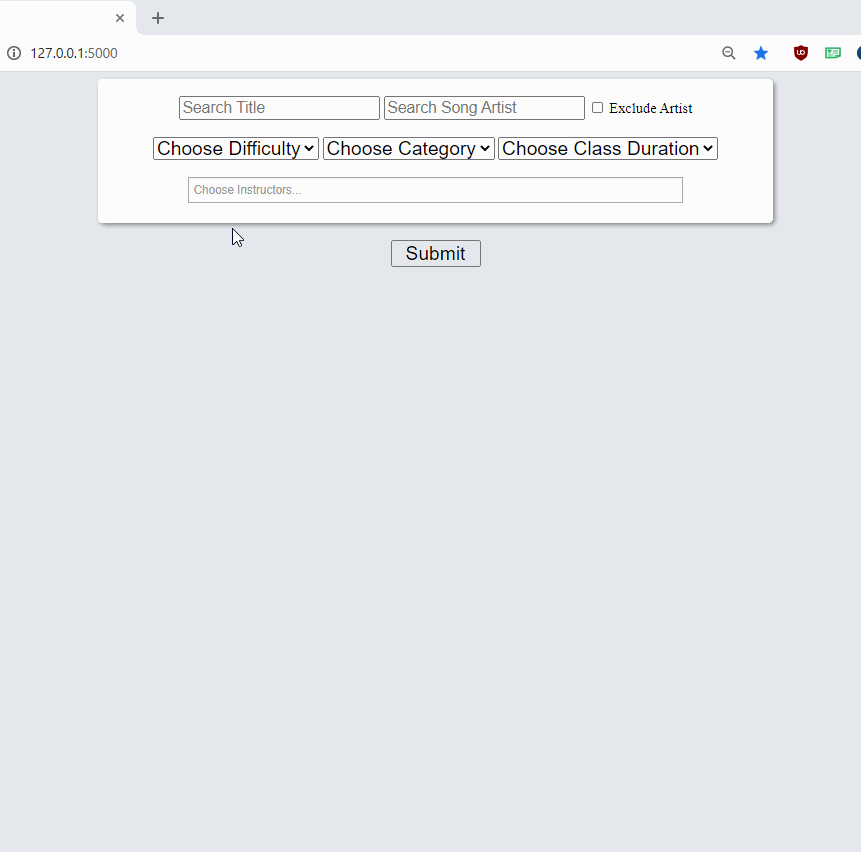 127.0.0.1:5000
Search Title Search Song Artist Exclude Artist
Choose Difficulty Choose Category Choose Class Duration
Choose Instructors...
Submit